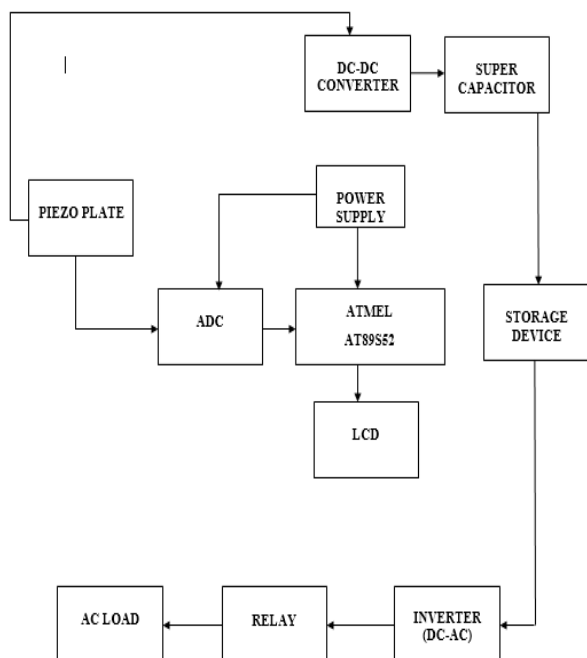 DC-DC
CONVERTER
SUPER
CAPACITOR
PIEZO PLATE
POWER
SUPPLY
ADC
ATMEL
AT89S52
STORAGE
DEVICE
LCD
AC LOAD
RELAY
INVERTER
(DC-AC)